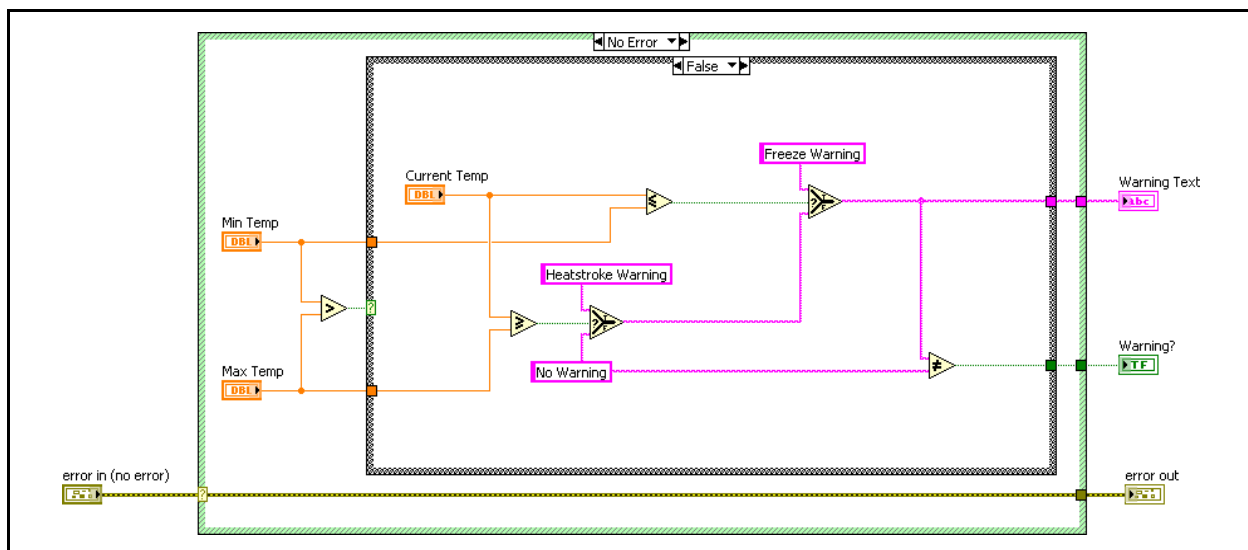 No Error
False
Freeze Warning
Current Temp
DBL
?
Warning Text
abc
Min Temp
DBL
≤
Heatstroke Warning
?
>
≥
?
Warning?
TF
Max Temp
DBL
No Warning
≠
error in (no error)
error out
?